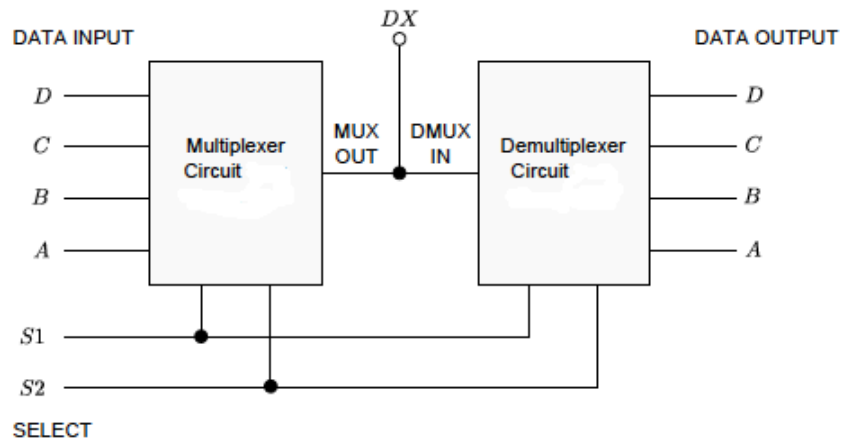 DX
DATA INPUT
DATA OUTPUT
D
D
MUX
OUT
DMUX
IN
Multiplexer
Circuit
Demultiplexer
Circuit
C
C
B
B
A
A
S1
S2
SELECT